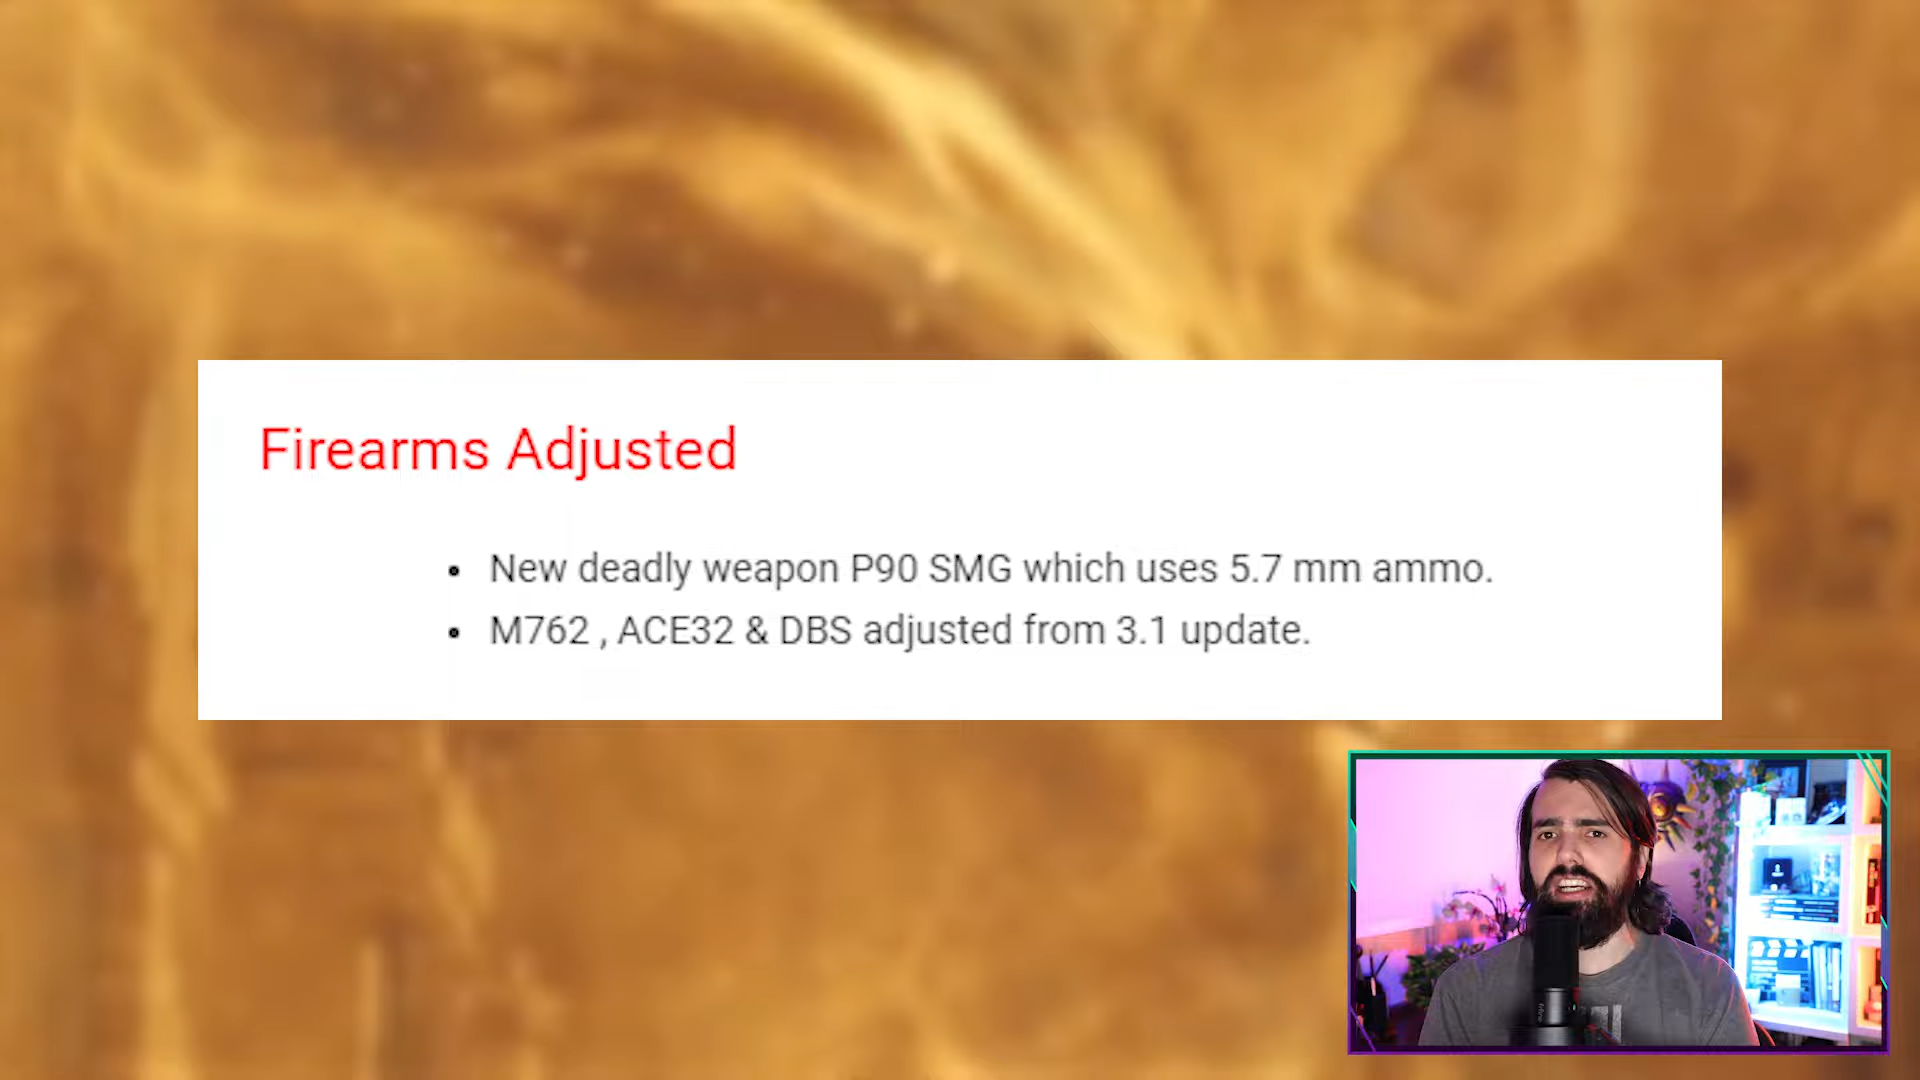 Firearms Adjusted
• New deadly weapon P90 SMG which uses 5.7 mm ammo.
• M762 , ACE32 & DBS adjusted from 3.1 update.